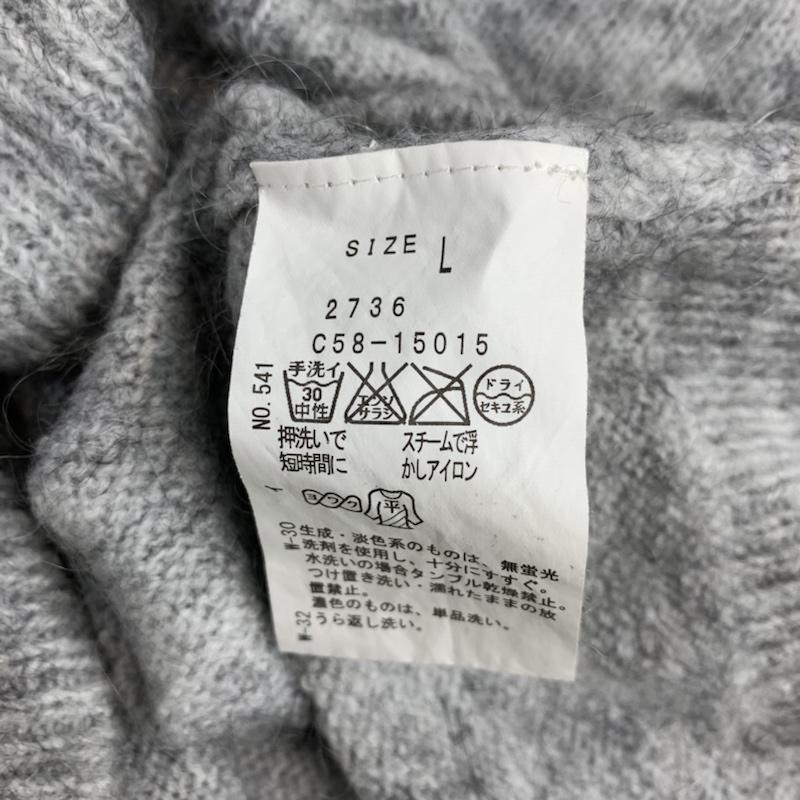 SIZE L
2736
C58-15015
NO.541
手洗イ
30
中性
エンソ
サラシ
ドライ
セキユ系
押洗いで
短時間に
スチームで浮
かしアイロン
ヨワク
平
W-30
生成・淡色系のものは、無蛍光
洗剤を使用し、十分にすすぐ。
水洗いの場合タンブル乾燥禁止。
つけ置き洗い・濡れたままの放
置禁止。
W-32
濃色のものは、単品洗い。
うら返し洗い。